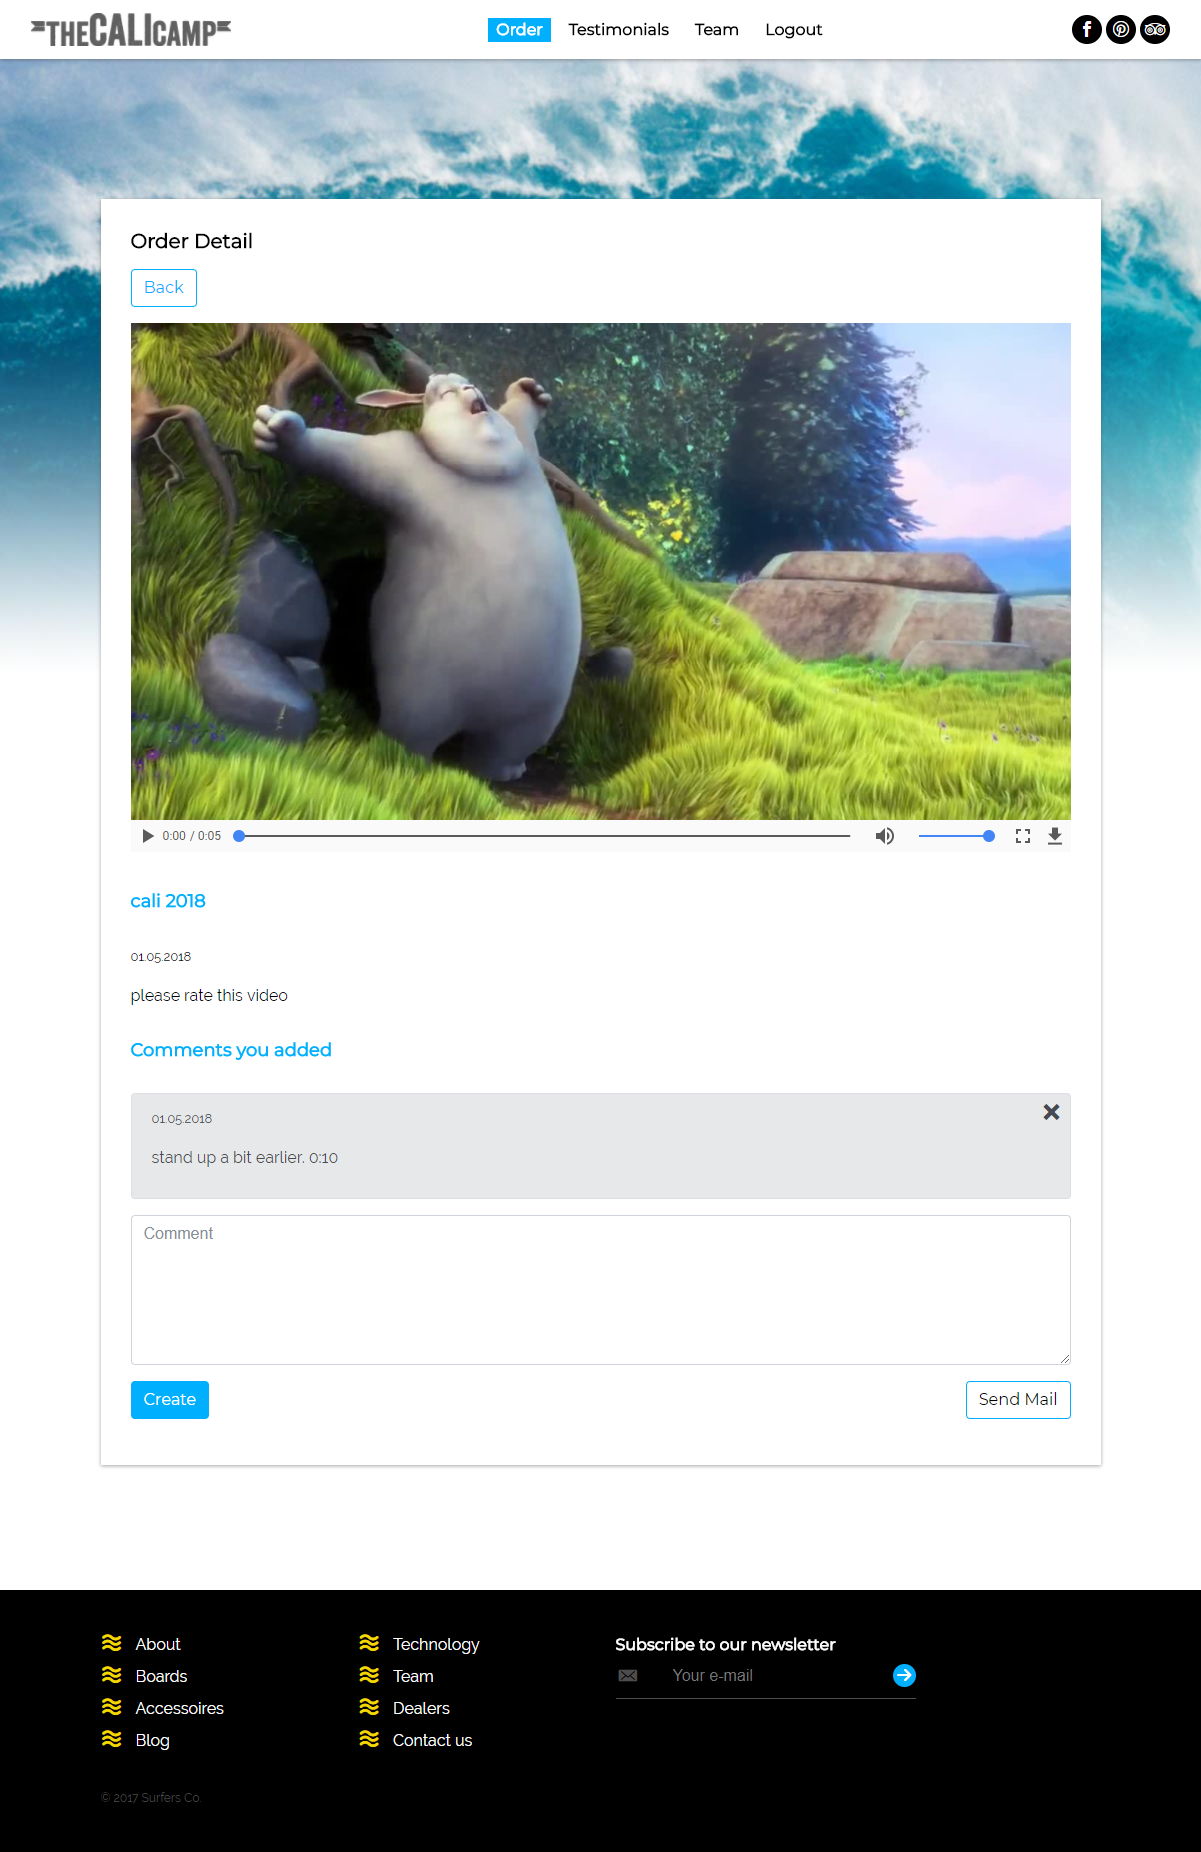 THECALICAMP
Order Testimonials Team Logout
Order Detail
Back
0:00 / 0:05
cali 2018
01.05.2018
please rate this video
Comments you added
01.05.2018
stand up a bit earlier. 0:10
Comment
Create
Send Mail
About
Boards
Accessoires
Blog
Technology
Team
Dealers
Contact us
Subscribe to our newsletter
Your e-mail
© 2017 Surfers Co.